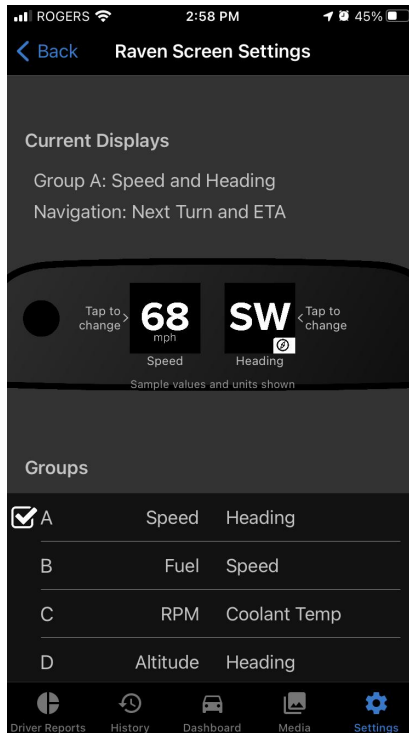 ROGERS 2:58 PM 45%
Back Raven Screen Settings
Current Displays
Group A: Speed and Heading
Navigation: Next Turn and ETA
Tap to change > 68 mph SW < Tap to change
Speed Heading
Sample values and units shown
Groups
A Speed Heading
B Fuel Speed
C RPM Coolant Temp
D Altitude Heading
Driver Reports History Dashboard Media Settings